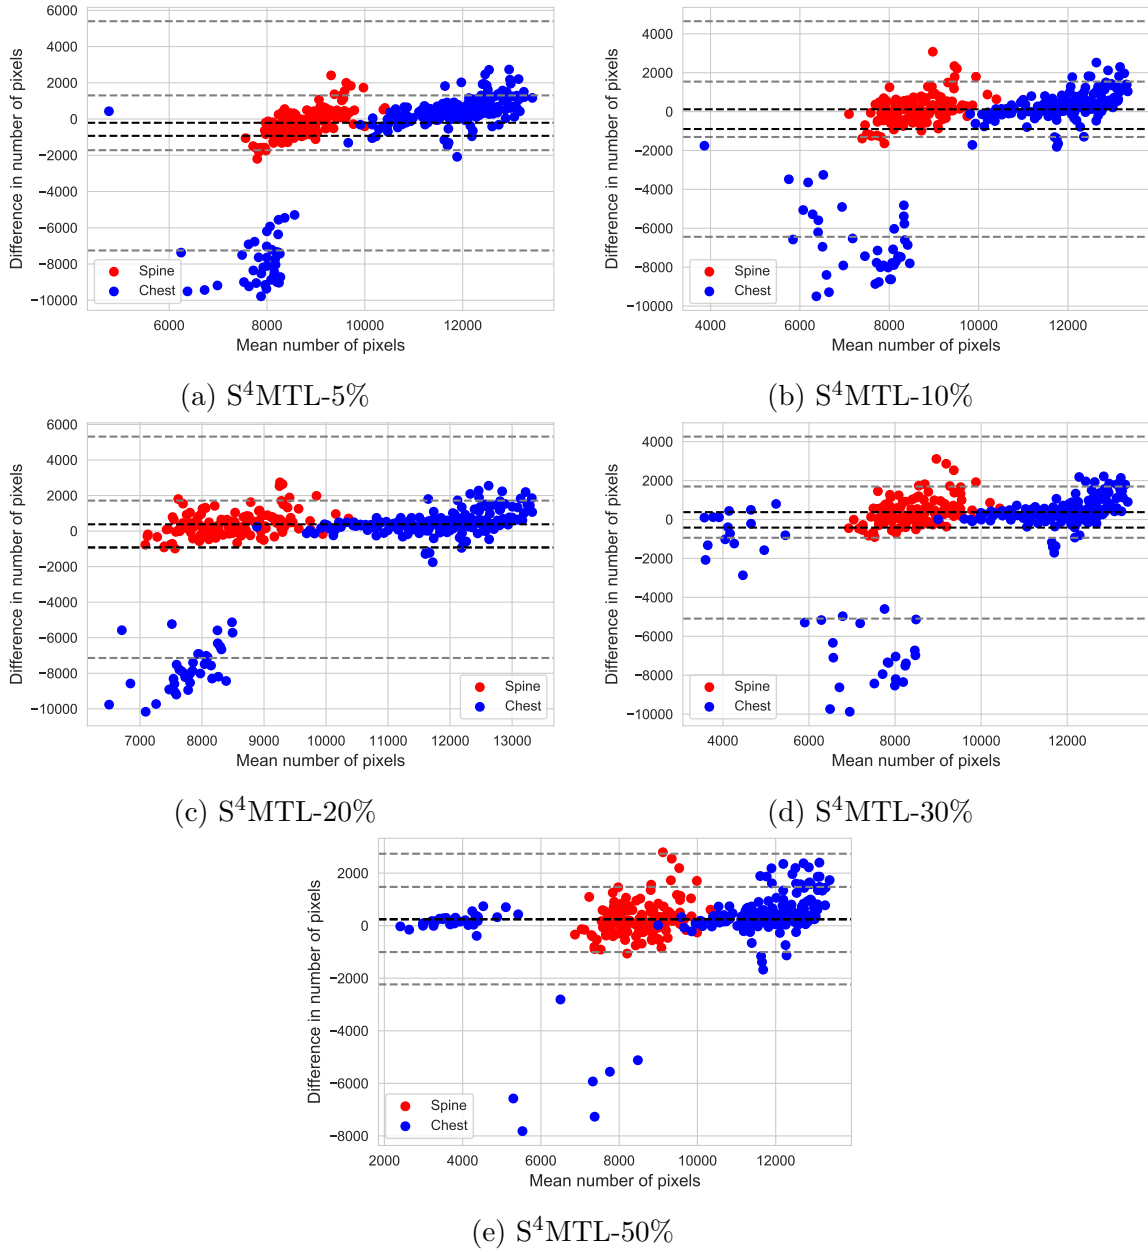 6000
4000
2000
0
−2000
−4000
−6000
−8000
−10000
Difference in number of pixels
Spine
Chest
6000 8000 10000 12000
Mean number of pixels
(a) S⁴MTL-5%
4000
2000
0
−2000
−4000
−6000
−8000
−10000
Difference in number of pixels
Spine
Chest
4000 6000 8000 10000 12000
Mean number of pixels
(b) S⁴MTL-10%
6000
4000
2000
0
−2000
−4000
−6000
−8000
−10000
Difference in number of pixels
Spine
Chest
7000 8000 9000 10000 11000 12000 13000
Mean number of pixels
(c) S⁴MTL-20%
4000
2000
0
−2000
−4000
−6000
−8000
−10000
Difference in number of pixels
Spine
Chest
4000 6000 8000 10000 12000
Mean number of pixels
(d) S⁴MTL-30%
2000
0
−2000
−4000
−6000
−8000
Difference in number of pixels
Spine
Chest
2000 4000 6000 8000 10000 12000
Mean number of pixels
(e) S⁴MTL-50%